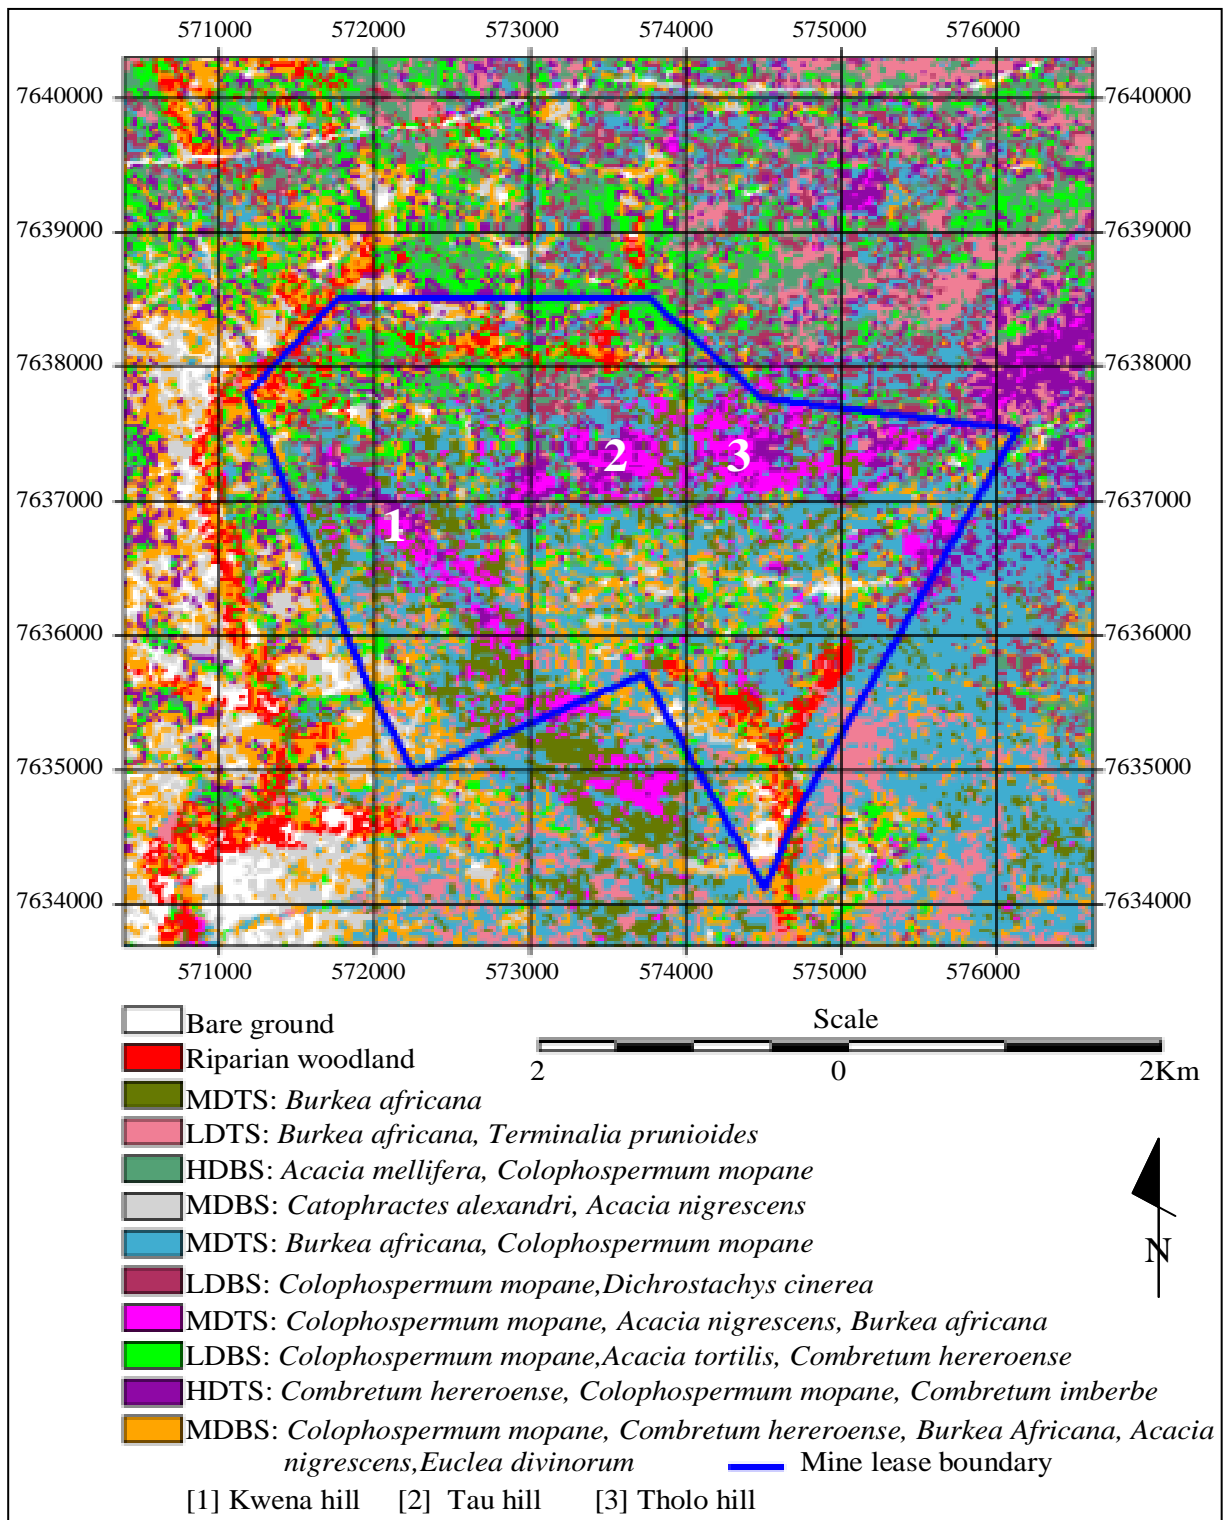 571000 572000 573000 574000 575000 576000
7640000 7640000
7639000 7639000
7638000 7638000
2 3
7637000 7637000
1
7636000 7636000
7635000 7635000
7634000 7634000
571000 572000 573000 574000 575000 576000
Bare ground
Scale
Riparian woodland
2 0 2Km
MDTS: Burkea africana
LDTS: Burkea africana, Terminalia prunioides
HDBS: Acacia mellifera, Colophospermum mopane
MDBS: Catophractes alexandri, Acacia nigrescens
MDTS: Burkea africana, Colophospermum mopane
N
LDBS: Colophospermum mopane,Dichrostachys cinerea
MDTS: Colophospermum mopane, Acacia nigrescens, Burkea africana
LDBS: Colophospermum mopane,Acacia tortilis, Combretum hereroense
HDTS: Combretum hereroense, Colophospermum mopane, Combretum imberbe
MDBS: Colophospermum mopane, Combretum hereroense, Burkea Africana, Acacia
nigrescens,Euclea divinorum Mine lease boundary
[1] Kwena hill [2] Tau hill [3] Tholo hill